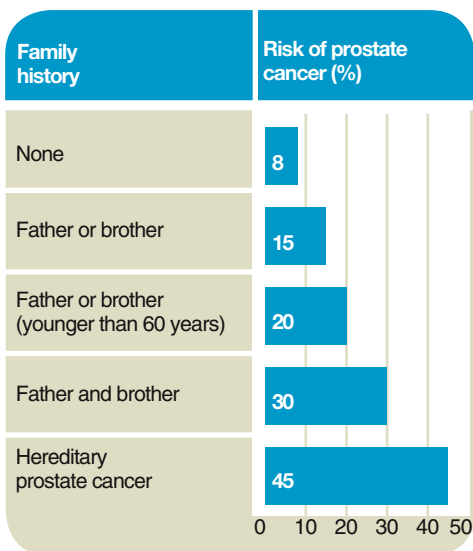 Family
history
Risk of prostate
cancer (%)
None
8
Father or brother
15
Father or brother
(younger than 60 years)
20
Father and brother
30
Hereditary
prostate cancer
45
0 10 20 30 40 50